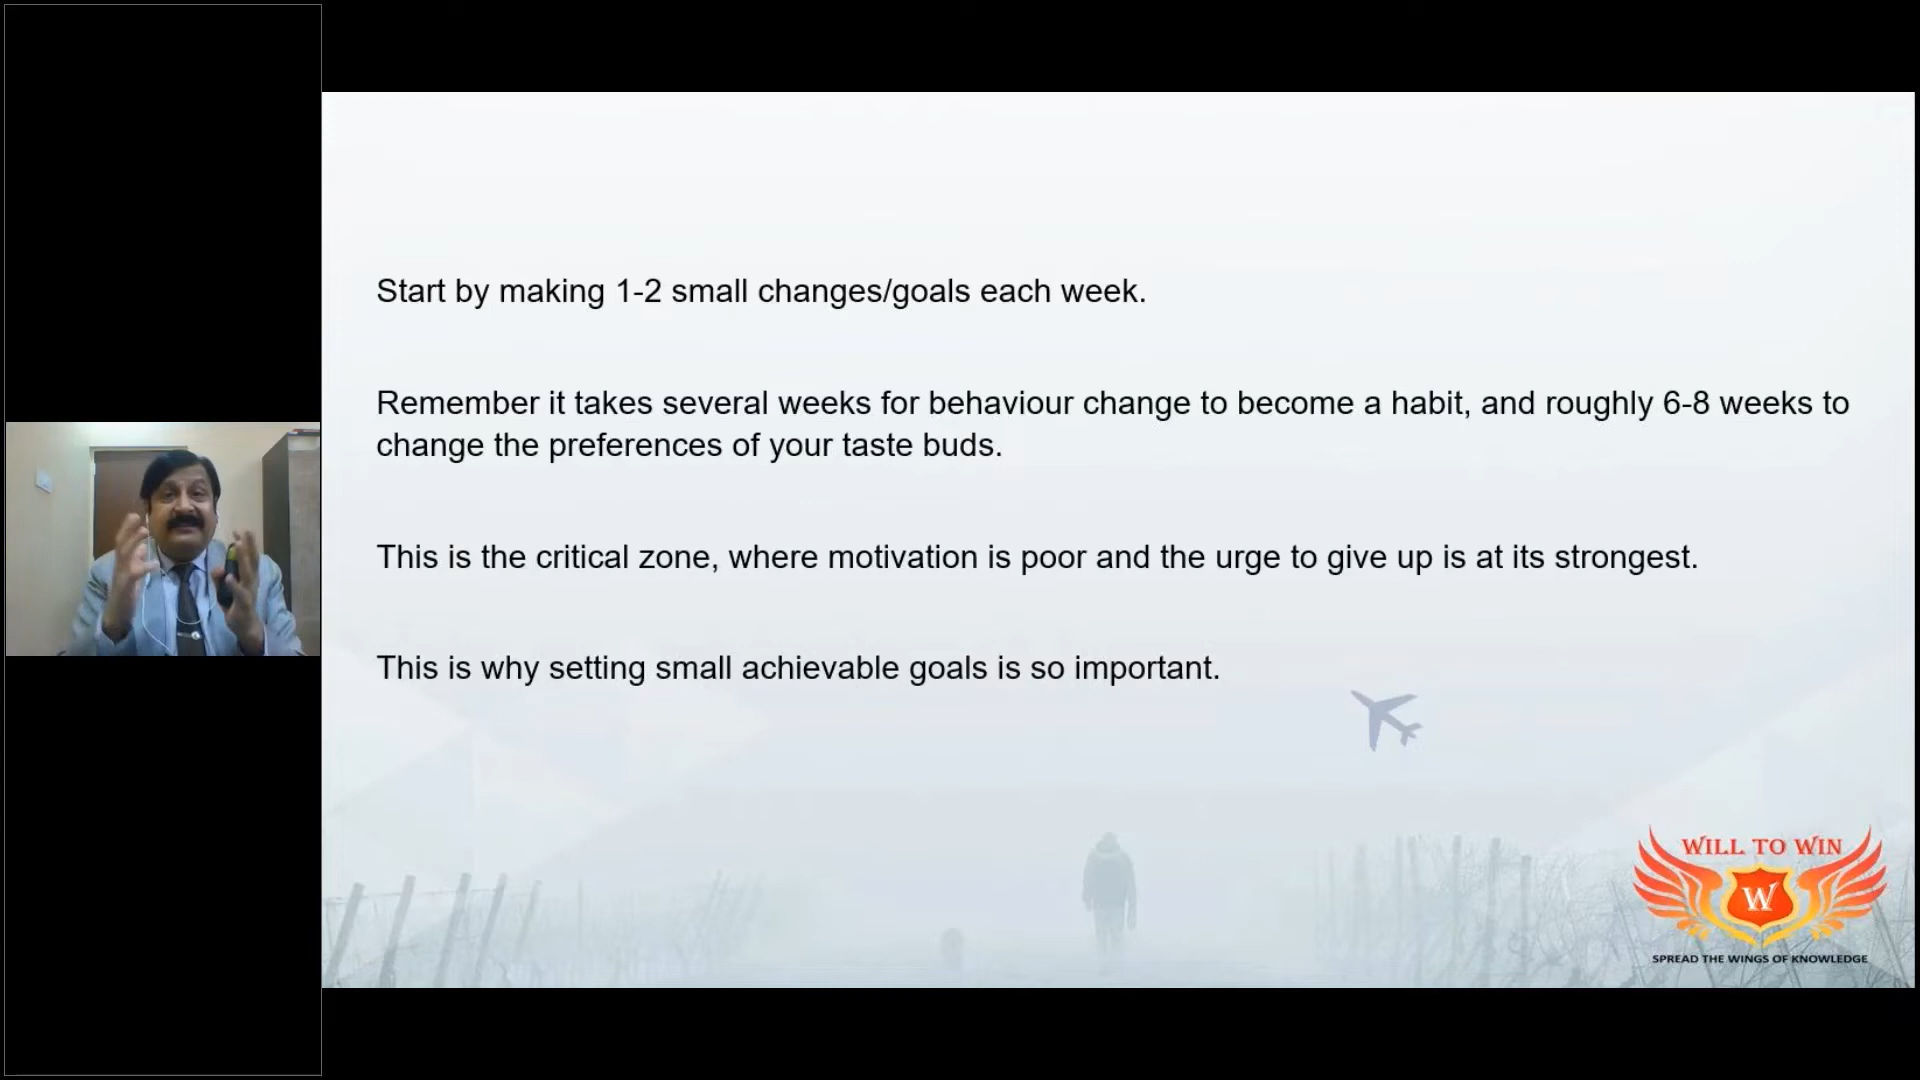 Start by making 1-2 small changes/goals each week.
Remember it takes several weeks for behaviour change to become a habit, and roughly 6-8 weeks to
change the preferences of your taste buds.
This is the critical zone, where motivation is poor and the urge to give up is at its strongest.
This is why setting small achievable goals is so important.
WILL TO WIN
W
SPREAD THE WINGS OF KNOWLEDGE